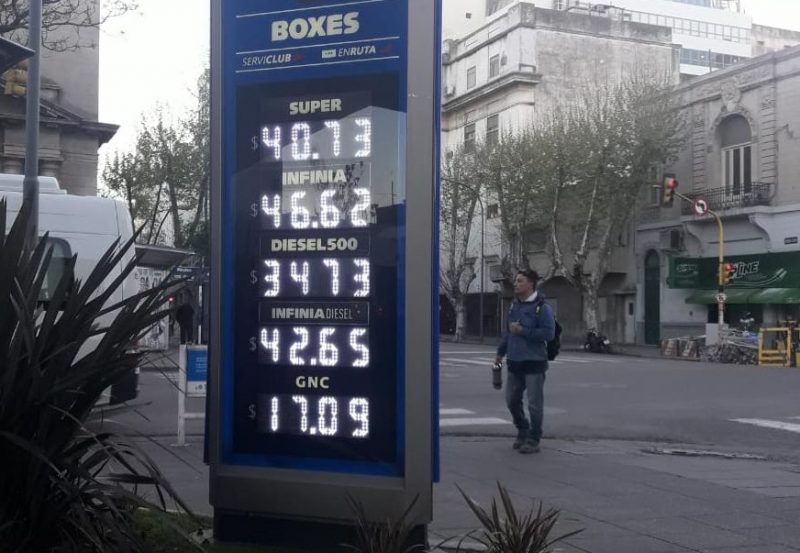 BOXES
SERVICLUB ENRUTA
SUPER
$40.73
INFINIA
$46.62
DIESEL500
$34.73
INFINIA DIESEL
$42.65
GNC
$17.09